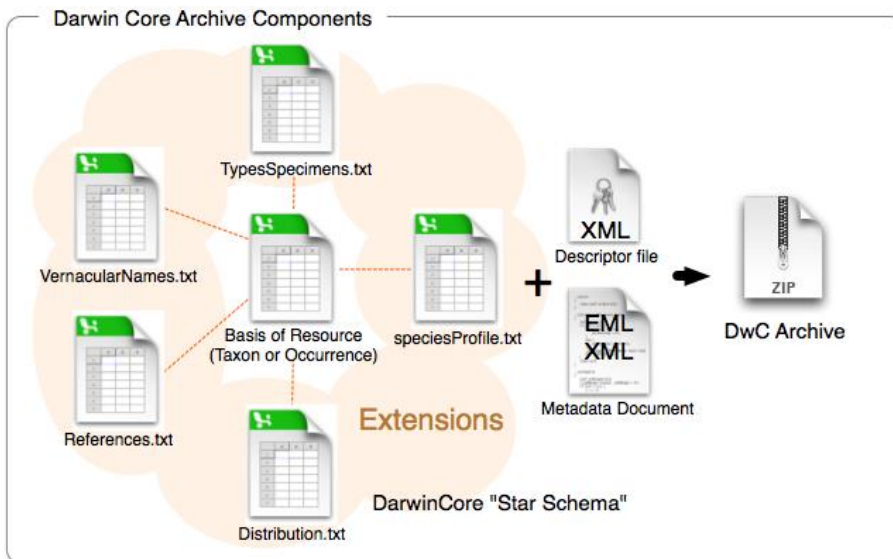 Darwin Core Archive Components
TypesSpecimens.txt
VernacularNames.txt
Basis of Resource
(Taxon or Occurrence)
speciesProfile.txt
References.txt
Extensions
Distribution.txt
DarwinCore "Star Schema"
+
XML
Descriptor file
EML
XML
Metadata Document
ZIP
DwC Archive